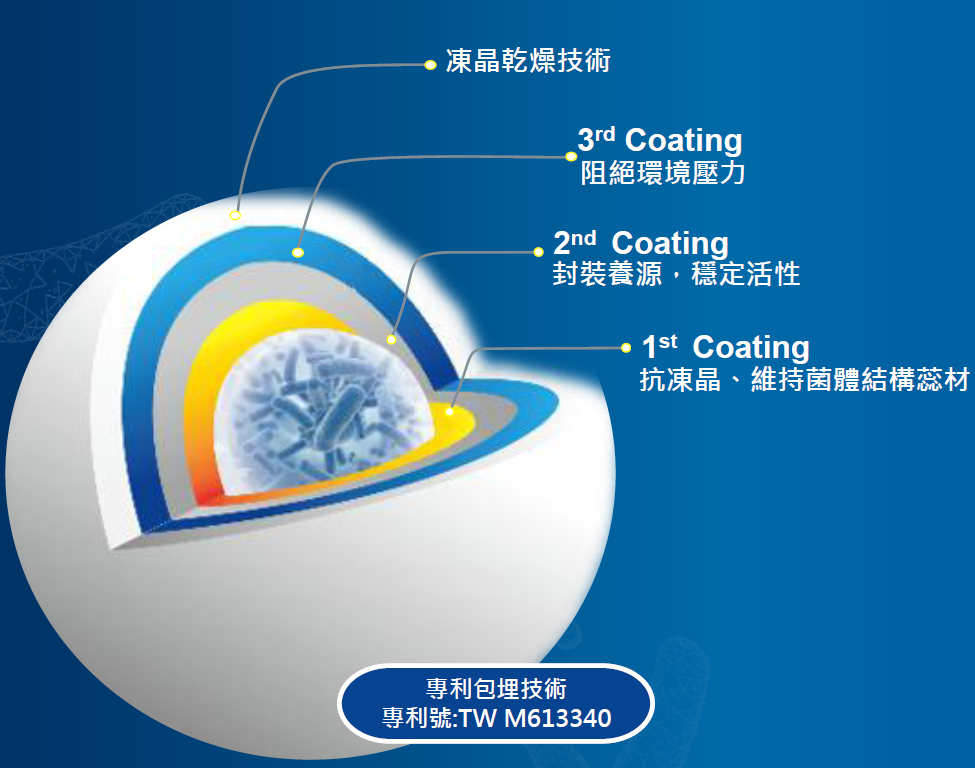 凍晶乾燥技術
3rd Coating
阻絕環境壓力
2nd Coating
封裝養源，穩定活性
1st Coating
抗凍晶、維持菌體結構蕊材
專利包埋技術
專利號:TW M613340